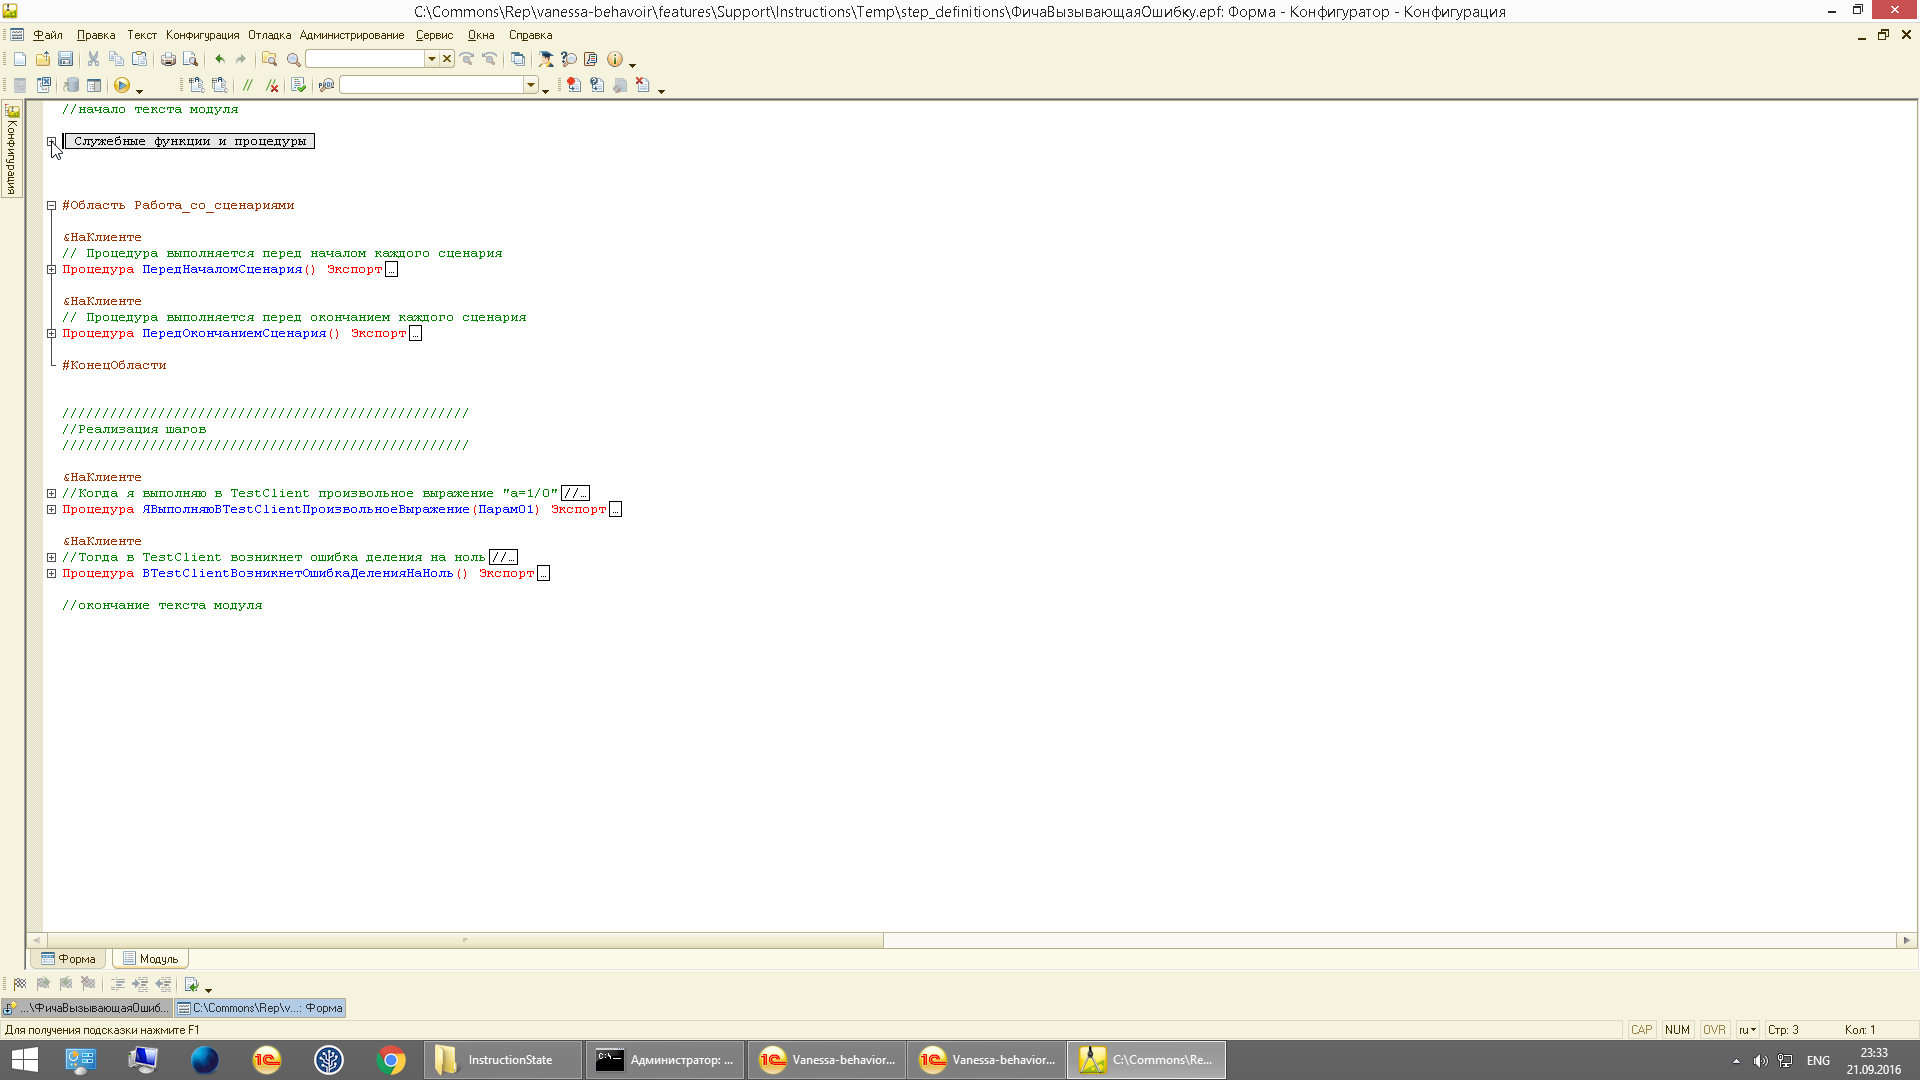 C:\Commons\Rep\vanessa-behavoir\features\Support\Instructions\Temp\step_definitions\ФичаВызывающаяОшибку.epf: Форма - Конфигуратор - Конфигурация
Файл Правка Текст Конфигурация Отладка Администрирование Сервис Окна Справка
Конфигурация
//начало текста модуля
Служебные функции и процедуры
#Область Работа_со_сценариями
&НаКлиенте
// Процедура выполняется перед началом каждого сценария
Процедура ПередНачаломСценария() Экспорт...
&НаКлиенте
// Процедура выполняется перед окончанием каждого сценария
Процедура ПередОкончаниемСценария() Экспорт...
#КонецОбласти
///////////////////////////////////////////////////
//Реализация шагов
///////////////////////////////////////////////////
&НаКлиенте
//Когда я выполняю в TestClient произвольное выражение "а=1/0"//...
Процедура ЯВыполняюВTestClientПроизвольноеВыражение(Парам01) Экспорт...
&НаКлиенте
//Тогда в TestClient возникнет ошибка деления на ноль//...
Процедура ВTestClientВозникнетОшибкаДеленияНаНоль() Экспорт...
//окончание текста модуля
Форма Модуль
...\ФичаВызывающаяОшиб... C:\Commons\Rep\v...: Форма
Для получения подсказки нажмите F1 CAP NUM OVR ru Стр: 3 Кол: 1
InstructionState Администратор: ... Vanessa-behavior... Vanessa-behavior... C:\Commons\Re... ENG 23:33
21.09.2016